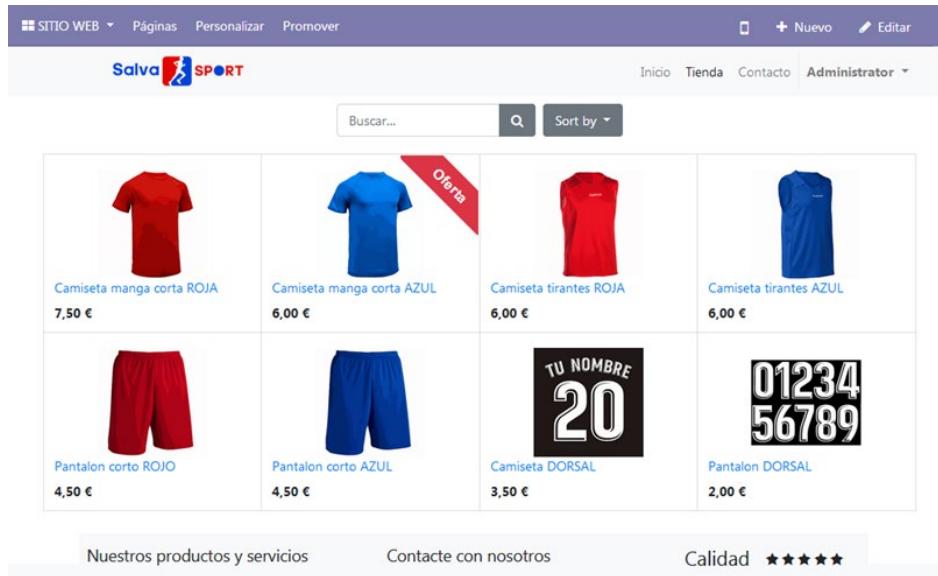 SITIO WEB Páginas Personalizar Promover Nuevo Editar
Salva SPORT Inicio Tienda Contacto Administrator
Buscar... Sort by
Oferta
Camiseta manga corta ROJA Camiseta manga corta AZUL Camiseta tirantes ROJA Camiseta tirantes AZUL
7,50 € 6,00 € 6,00 € 6,00 €
TU NOMBRE
20
01234
56789
Pantalon corto ROJO Pantalon corto AZUL Camiseta DORSAL Pantalon DORSAL
4,50 € 4,50 € 3,50 € 2,00 €
Nuestros productos y servicios Contacte con nosotros Calidad ★★★★★